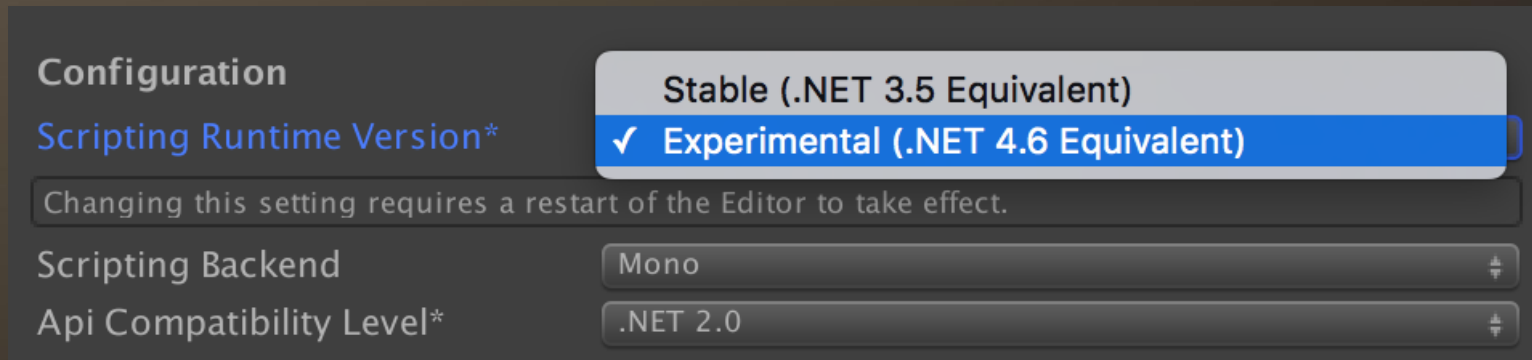 Configuration
Stable (.NET 3.5 Equivalent)
Scripting Runtime Version*
✓ Experimental (.NET 4.6 Equivalent)
Changing this setting requires a restart of the Editor to take effect.
Scripting Backend Mono
Api Compatibility Level* .NET 2.0